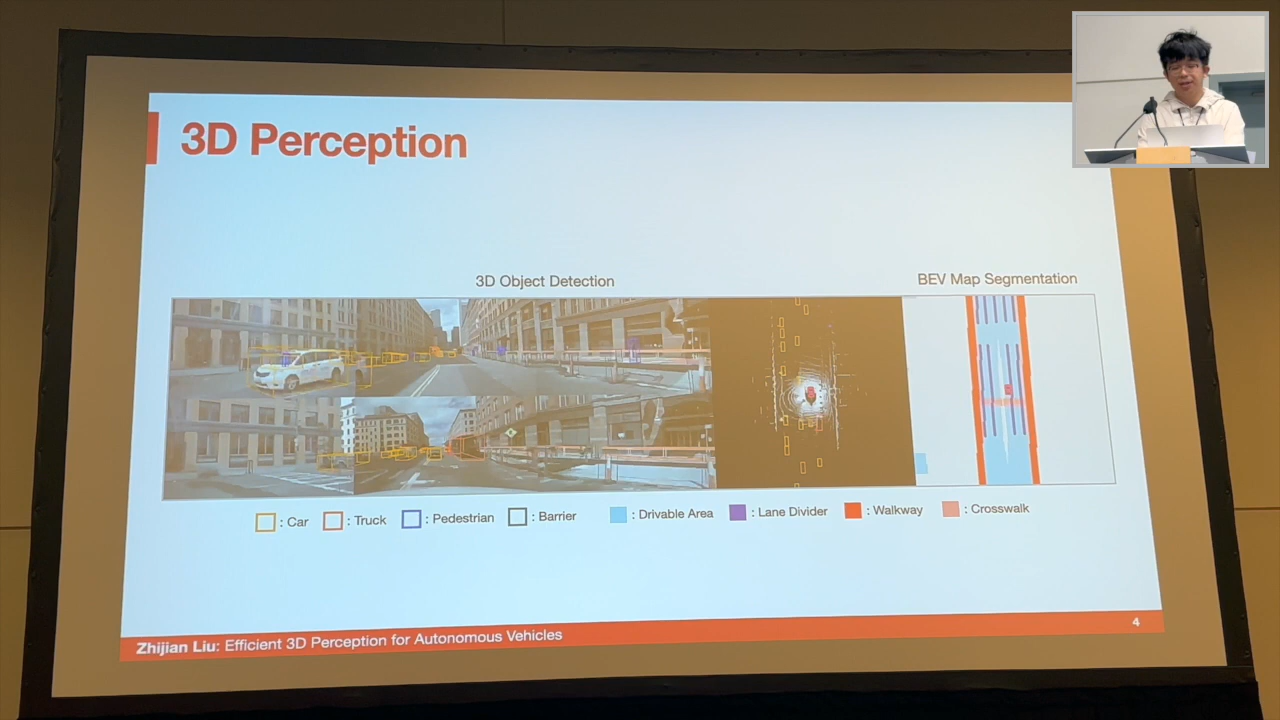 3D Perception
3D Object Detection
BEV Map Segmentation
: Car : Truck : Pedestrian : Barrier : Drivable Area : Lane Divider : Walkway : Crosswalk
Zhijian Liu: Efficient 3D Perception for Autonomous Vehicles
4